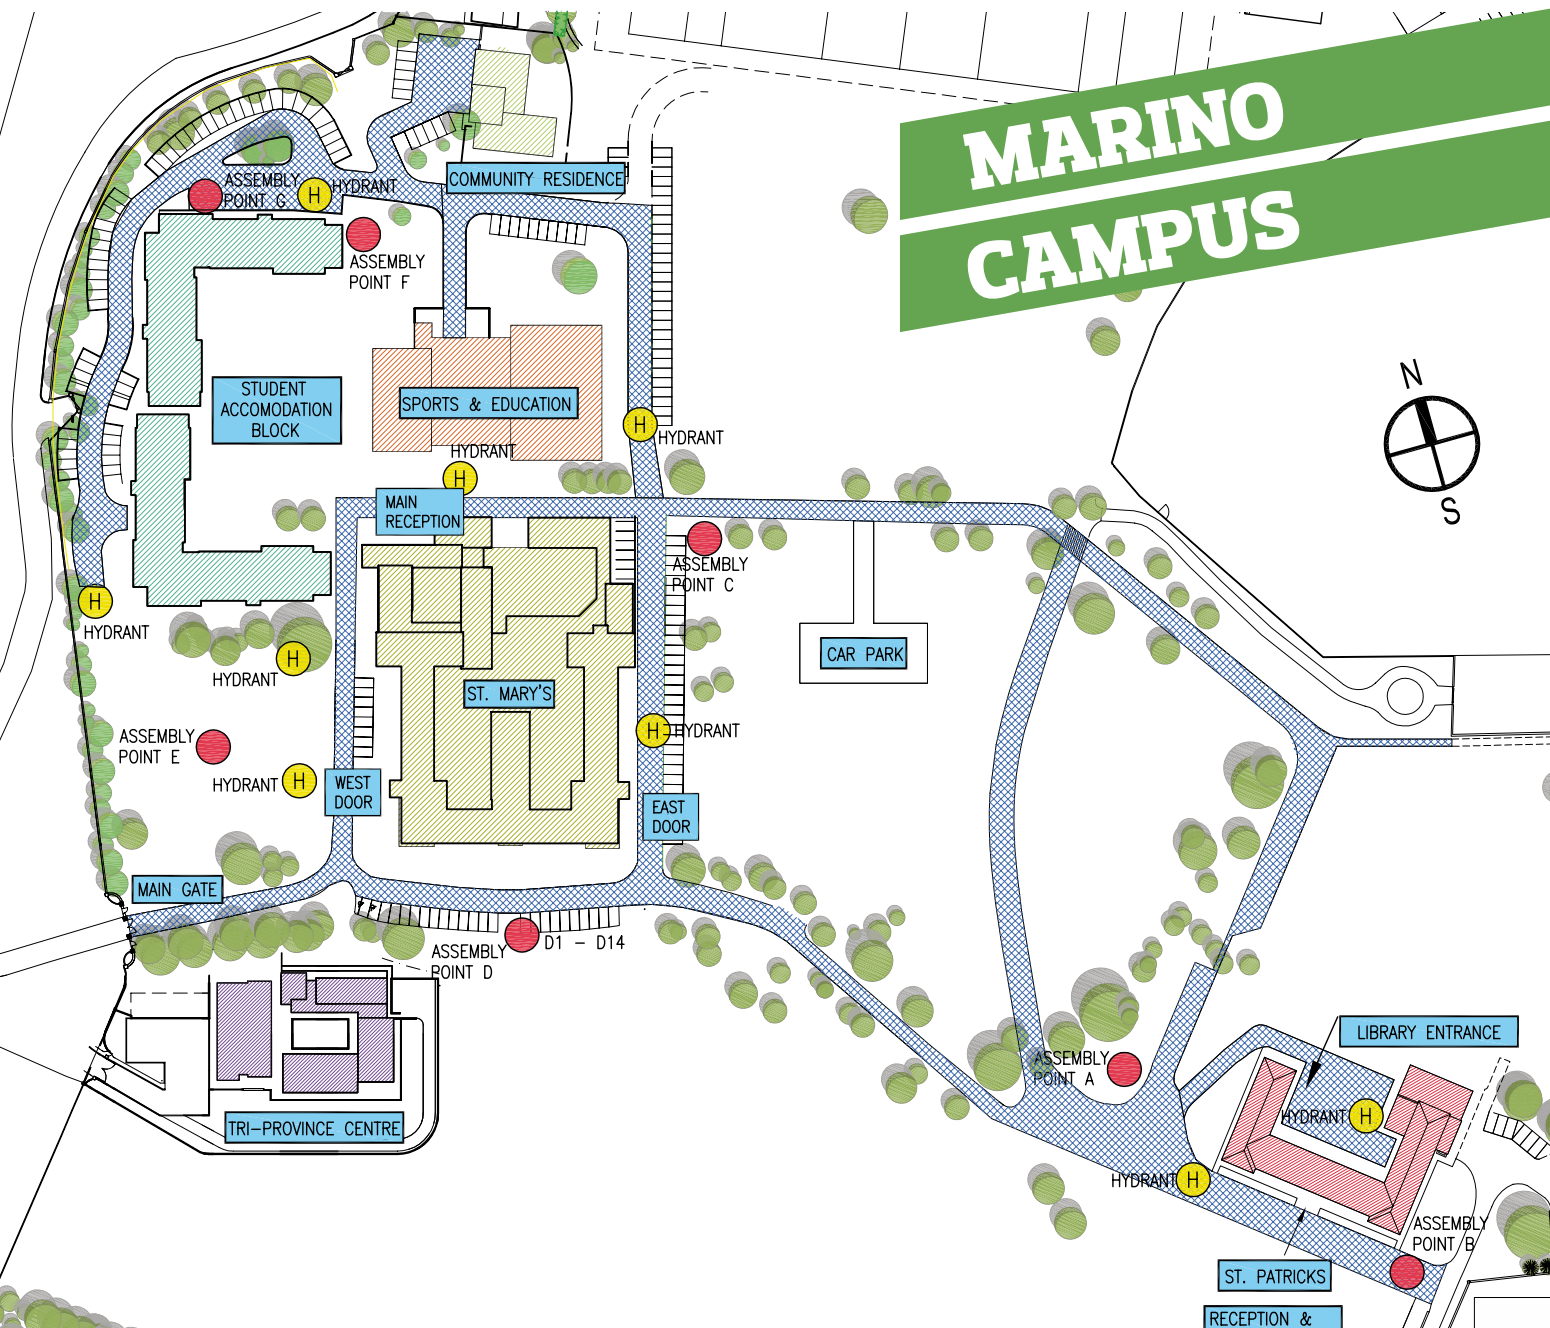 MARINO
CAMPUS
COMMUNITY RESIDENCE
ASSEMBLY
POINT G
H
HYDRANT
ASSEMBLY
POINT F
N
S
STUDENT
ACCOMODATION
BLOCK
SPORTS & EDUCATION
H
HYDRANT
HYDRANT
H
MAIN
RECEPTION
ASSEMBLY
POINT C
H
HYDRANT
H
HYDRANT
CAR PARK
ST. MARY'S
ASSEMBLY
POINT E
H
HYDRANT
HYDRANT
H
WEST
DOOR
EAST
DOOR
MAIN GATE
ASSEMBLY
POINT D
D1 - D14
LIBRARY ENTRANCE
ASSEMBLY
POINT A
HYDRANT
H
TRI-PROVINCE CENTRE
HYDRANT
H
ASSEMBLY
POINT B
ST. PATRICKS
RECEPTION &